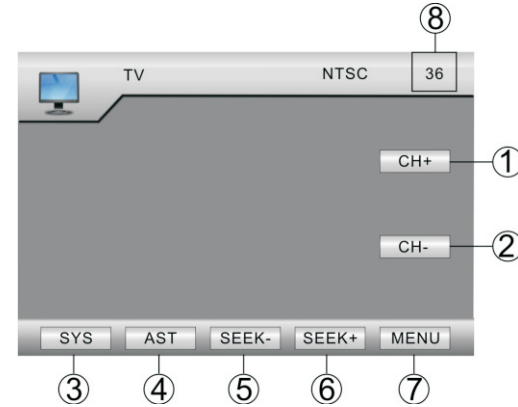 ⑧
TV NTSC 36
CH+ ①
CH- ②
SYS AST SEEK- SEEK+ MENU
③ ④ ⑤ ⑥ ⑦